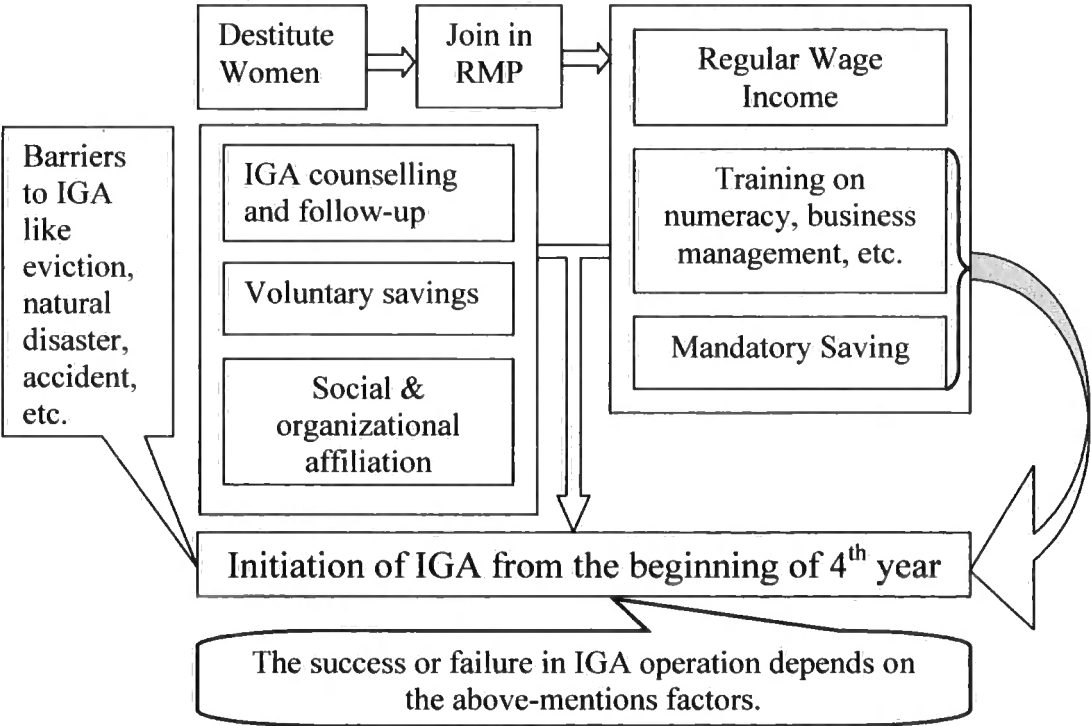 Destitute
Women
Join in
RMP
Regular Wage
Income
Training on
numeracy, business
management, etc.
Mandatory Saving
Barriers
to IGA
like
eviction,
natural
disaster,
accident,
etc.
IGA counselling
and follow-up
Voluntary savings
Social &
organizational
affiliation
Initiation of IGA from the beginning of 4th year
The success or failure in IGA operation depends on
the above-mentions factors.